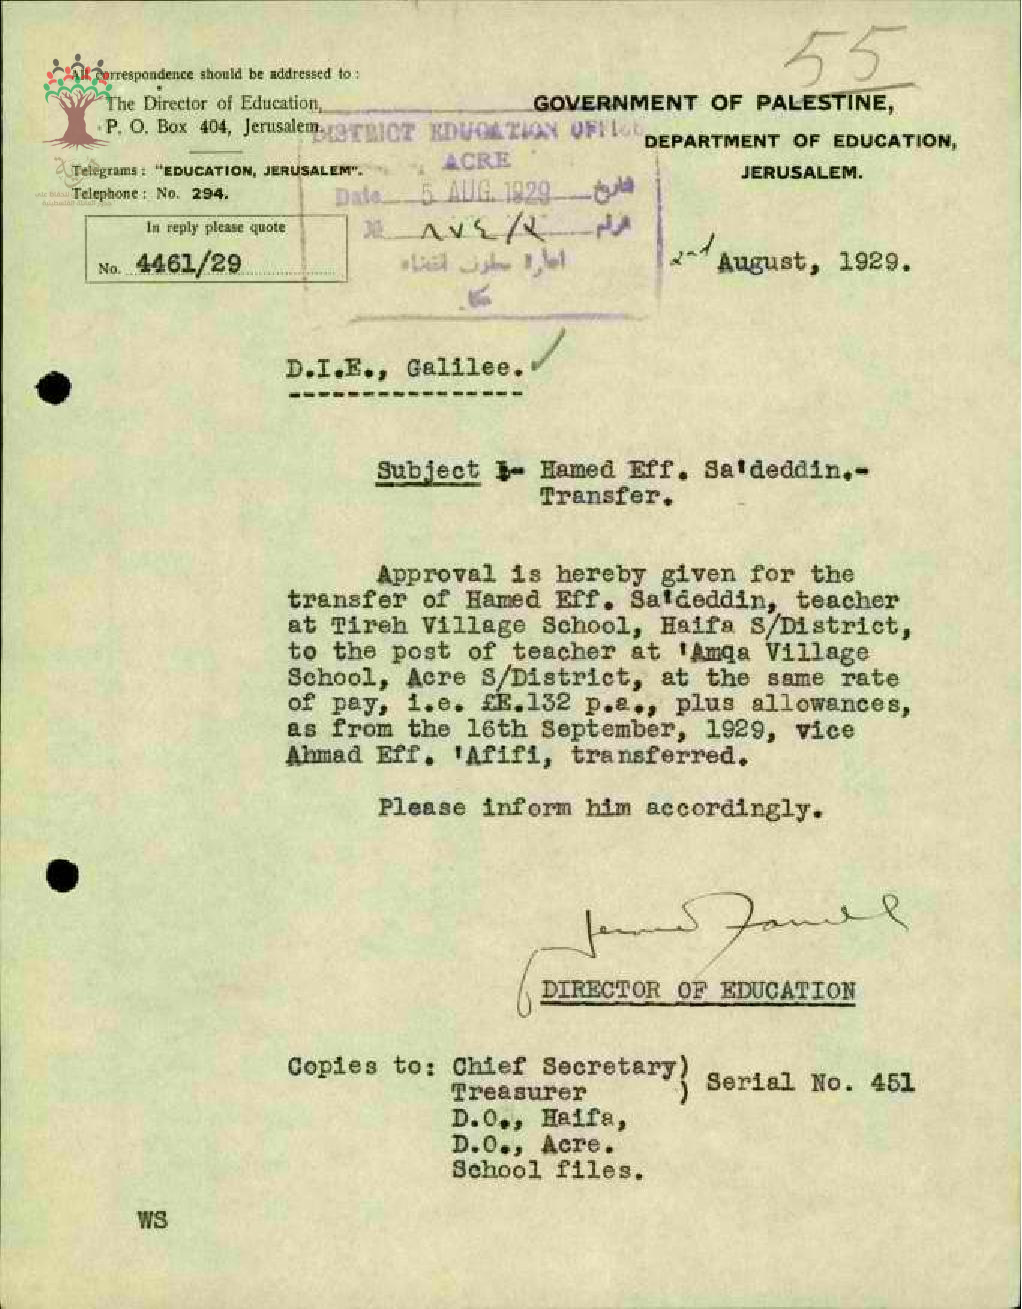 55
All correspondence should be addressed to :
The Director of Education,
P. O. Box 404, Jerusalem.
Telegrams : "EDUCATION, JERUSALEM".
Telephone : No. 294.
In reply please quote
No. 4461/29
GOVERNMENT OF PALESTINE,
DEPARTMENT OF EDUCATION,
JERUSALEM.
DISTRICT EDUCATION OFFICE
ACRE
Date 5 AUG. 1929 التاريخ
No ٨٧٤/٢ الرقم
عكا
2nd August, 1929.
D.I.E., Galilee.
Subject :- Hamed Eff. Sa'deddin.-
Transfer.
Approval is hereby given for the
transfer of Hamed Eff. Sa'deddin, teacher
at Tireh Village School, Haifa S/District,
to the post of teacher at 'Amqa Village
School, Acre S/District, at the same rate
of pay, i.e. £E.132 p.a., plus allowances,
as from the 16th September, 1929, vice
Ahmad Eff. 'Afifi, transferred.
Please inform him accordingly.
DIRECTOR OF EDUCATION
Copies to: Chief Secretary)
Treasurer ) Serial No. 451
D.O., Haifa,
D.O., Acre.
School files.
WS